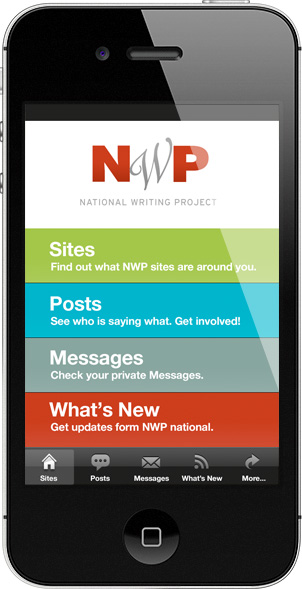 NWP
NATIONAL WRITING PROJECT
Sites
Find out what NWP sites are around you.
Posts
See who is saying what. Get involved!
Messages
Check your private Messages.
What's New
Get updates form NWP national.
Sites Posts Messages What's New More...